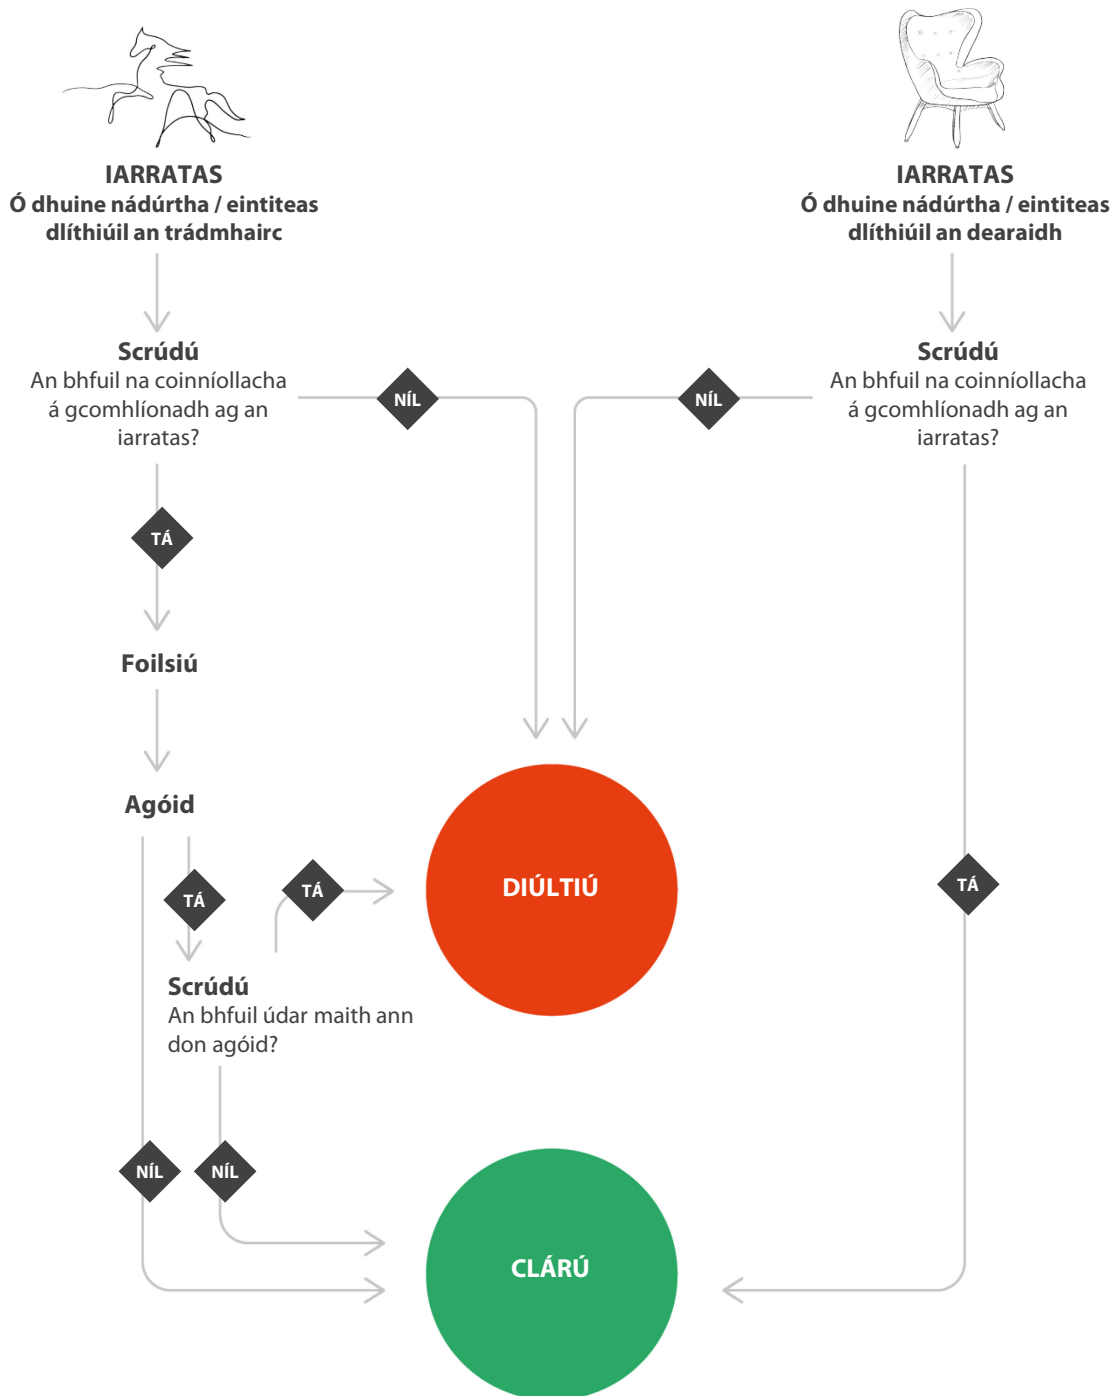 IARRATAS
Ó dhuine nádúrtha / eintiteas
dlíthiúil an trádmhairc
IARRATAS
Ó dhuine nádúrtha / eintiteas
dlíthiúil an dearaidh
Scrúdú
An bhfuil na coinníollacha
á gcomhlíonadh ag an
iarratas?
NÍL
NÍL
Scrúdú
An bhfuil na coinníollacha
á gcomhlíonadh ag an
iarratas?
TÁ
Foilsiú
Agóid
TÁ
TÁ
DIÚLTIÚ
TÁ
Scrúdú
An bhfuil údar maith ann
don agóid?
NÍL
NÍL
CLÁRÚ